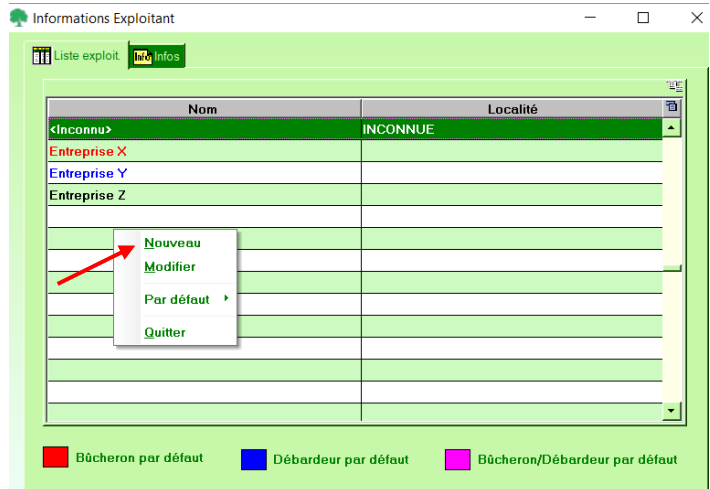 Informations Exploitant
Liste exploit. Info Infos
Nom Localité
<Inconnu> INCONNUE
Entreprise X
Entreprise Y
Entreprise Z
Nouveau
Modifier
Par défaut
Quitter
Bûcheron par défaut Débardeur par défaut Bûcheron/Débardeur par défaut